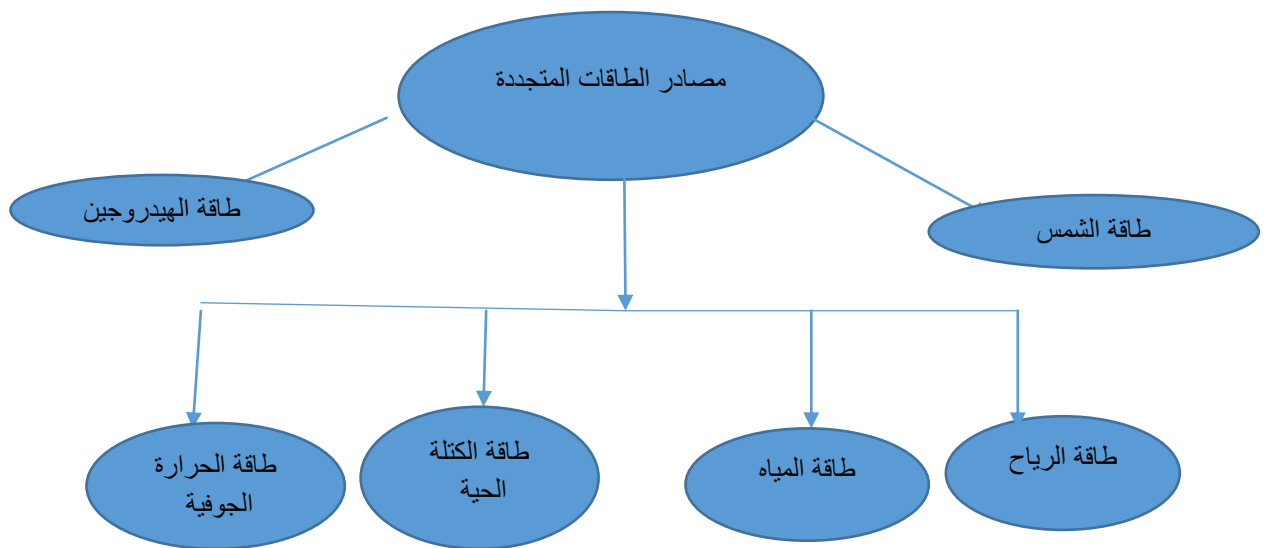 مصادر الطاقات المتجددة
طاقة الشمس
طاقة الهيدروجين
طاقة الرياح
طاقة المياه
طاقة الكتلة
الحية
طاقة الحرارة
الجوفية